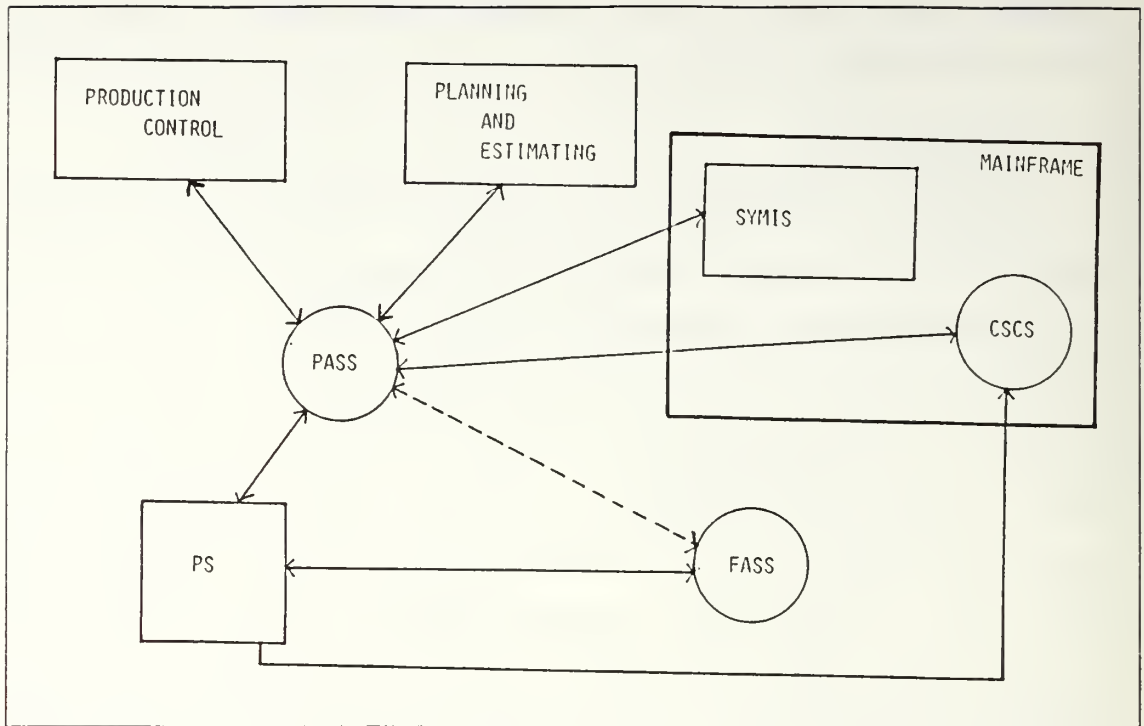 PRODUCTION
CONTROL
PLANNING
AND
ESTIMATING
MAINFRAME
SYMIS
CSCS
PASS
PS
FASS